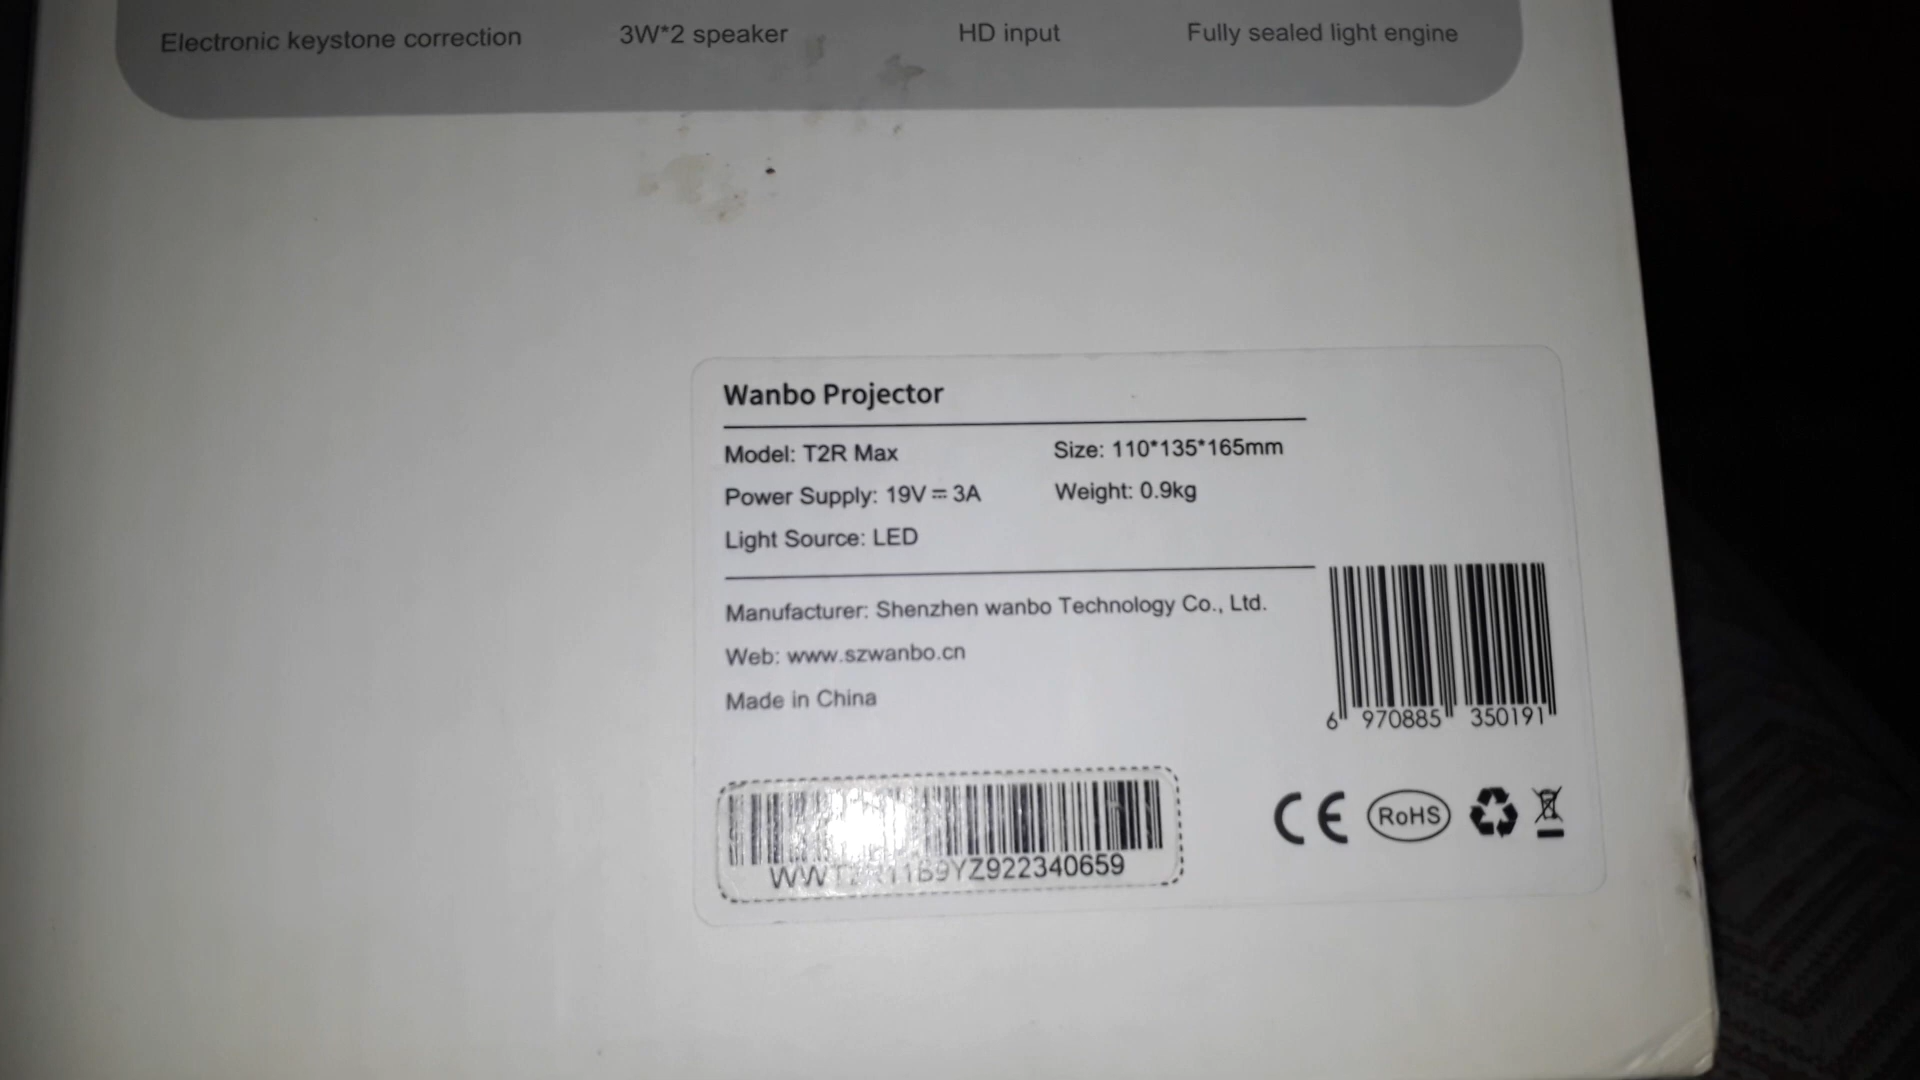 Electronic keystone correction 3W*2 speaker HD input Fully sealed light engine
Wanbo Projector
Model: T2R Max Size: 110*135*165mm
Power Supply: 19V⎓3A Weight: 0.9kg
Light Source: LED
Manufacturer: Shenzhen wanbo Technology Co., Ltd.
Web: www.szwanbo.cn
Made in China
6 970885 350191
CE RoHS